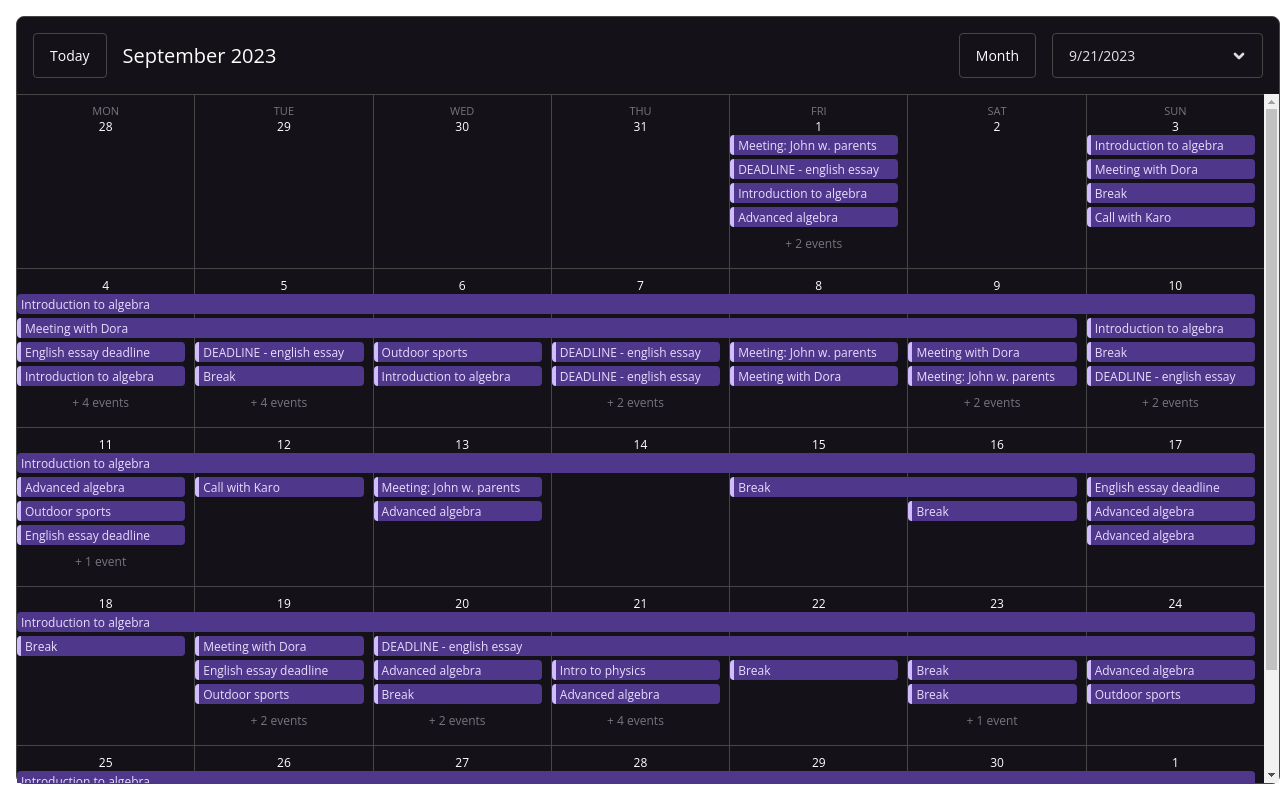 Today September 2023 Month 9/21/2023
MON TUE WED THU FRI SAT SUN
28 29 30 31 1 2 3
Meeting: John w. parents Introduction to algebra
DEADLINE - english essay Meeting with Dora
Introduction to algebra Break
Advanced algebra Call with Karo
+ 2 events
4 5 6 7 8 9 10
Introduction to algebra
Meeting with Dora Introduction to algebra
English essay deadline DEADLINE - english essay Outdoor sports DEADLINE - english essay Meeting: John w. parents Meeting with Dora Break
Introduction to algebra Break Introduction to algebra DEADLINE - english essay Meeting with Dora Meeting: John w. parents DEADLINE - english essay
+ 4 events + 4 events + 2 events + 2 events + 2 events
11 12 13 14 15 16 17
Introduction to algebra
Advanced algebra Call with Karo Meeting: John w. parents Break English essay deadline
Outdoor sports Advanced algebra Break Advanced algebra
English essay deadline Advanced algebra
+ 1 event
18 19 20 21 22 23 24
Introduction to algebra
Break Meeting with Dora DEADLINE - english essay
English essay deadline Advanced algebra Intro to physics Break Break Advanced algebra
Outdoor sports Break Advanced algebra Break Outdoor sports
+ 2 events + 2 events + 4 events + 1 event
25 26 27 28 29 30 1
Introduction to algebra